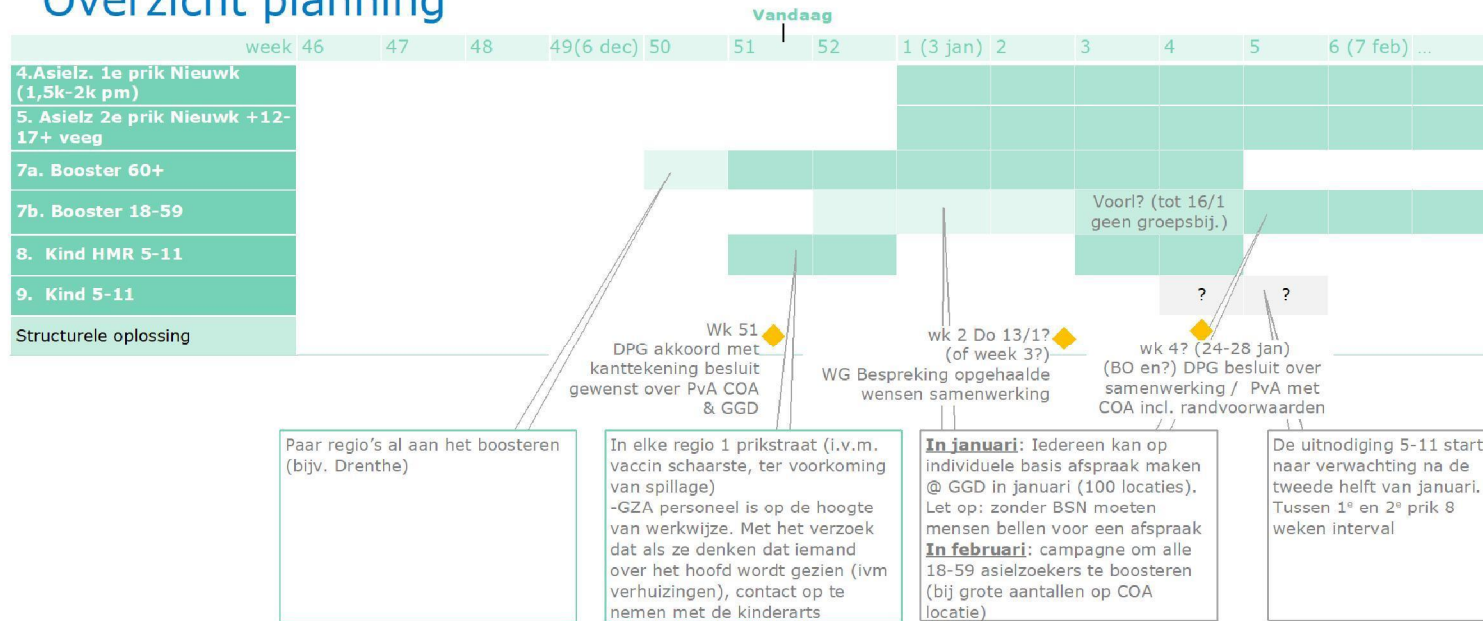 Overzicht planning
Vandaag
week 46 47 48 49(6 dec) 50 51 52 1 (3 jan) 2 3 4 5 6 (7 feb) ...
4.Asielz. 1e prik Nieuwk
(1,5k-2k pm)
5. Asielz 2e prik Nieuwk +12-
17+ veeg
7a. Booster 60+
7b. Booster 18-59
Voorl? (tot 16/1
geen groepsbij.)
8. Kind HMR 5-11
9. Kind 5-11
? ?
Structurele oplossing
Wk 51
DPG akkoord met
kanttekening besluit
gewenst over PvA COA
& GGD
wk 2 Do 13/1?
(of week 3?)
WG Bespreking opgehaalde
wensen samenwerking
wk 4? (24-28 jan)
(BO en?) DPG besluit over
samenwerking / PvA met
COA incl. randvoorwaarden
Paar regio's al aan het boosteren
(bijv. Drenthe)
In elke regio 1 prikstraat (i.v.m.
vaccin schaarste, ter voorkoming
van spillage)
-GZA personeel is op de hoogte
van werkwijze. Met het verzoek
dat als ze denken dat iemand
over het hoofd wordt gezien (ivm
verhuizingen), contact op te
nemen met de kinderarts
In januari: Iedereen kan op
individuele basis afspraak maken
@ GGD in januari (100 locaties).
Let op: zonder BSN moeten
mensen bellen voor een afspraak
In februari: campagne om alle
18-59 asielzoekers te boosteren
(bij grote aantallen op COA
locatie)
De uitnodiging 5-11 start
naar verwachting na de
tweede helft van januari.
Tussen 1e en 2e prik 8
weken interval